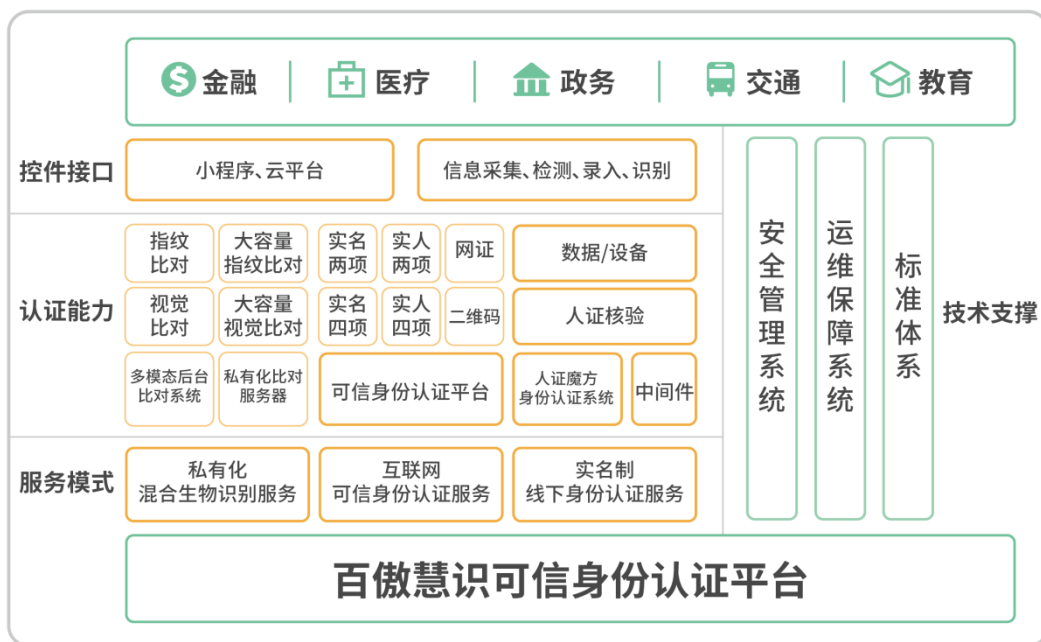 金融
医疗
政务
交通
教育
控件接口
小程序、云平台
信息采集、检测、录入、识别
认证能力
指纹
比对
大容量
指纹比对
实名
两项
实人
两项
网证
数据/设备
视觉
比对
大容量
视觉比对
实名
四项
实人
四项
二维码
人证核验
多模态后台
比对系统
私有化比对
服务器
可信身份认证平台
人证魔方
身份认证系统
中间件
服务模式
私有化
混合生物识别服务
互联网
可信身份认证服务
实名制
线下身份认证服务
安全管理系统
运维保障系统
标准体系
技术支撑
百傲慧识可信身份认证平台